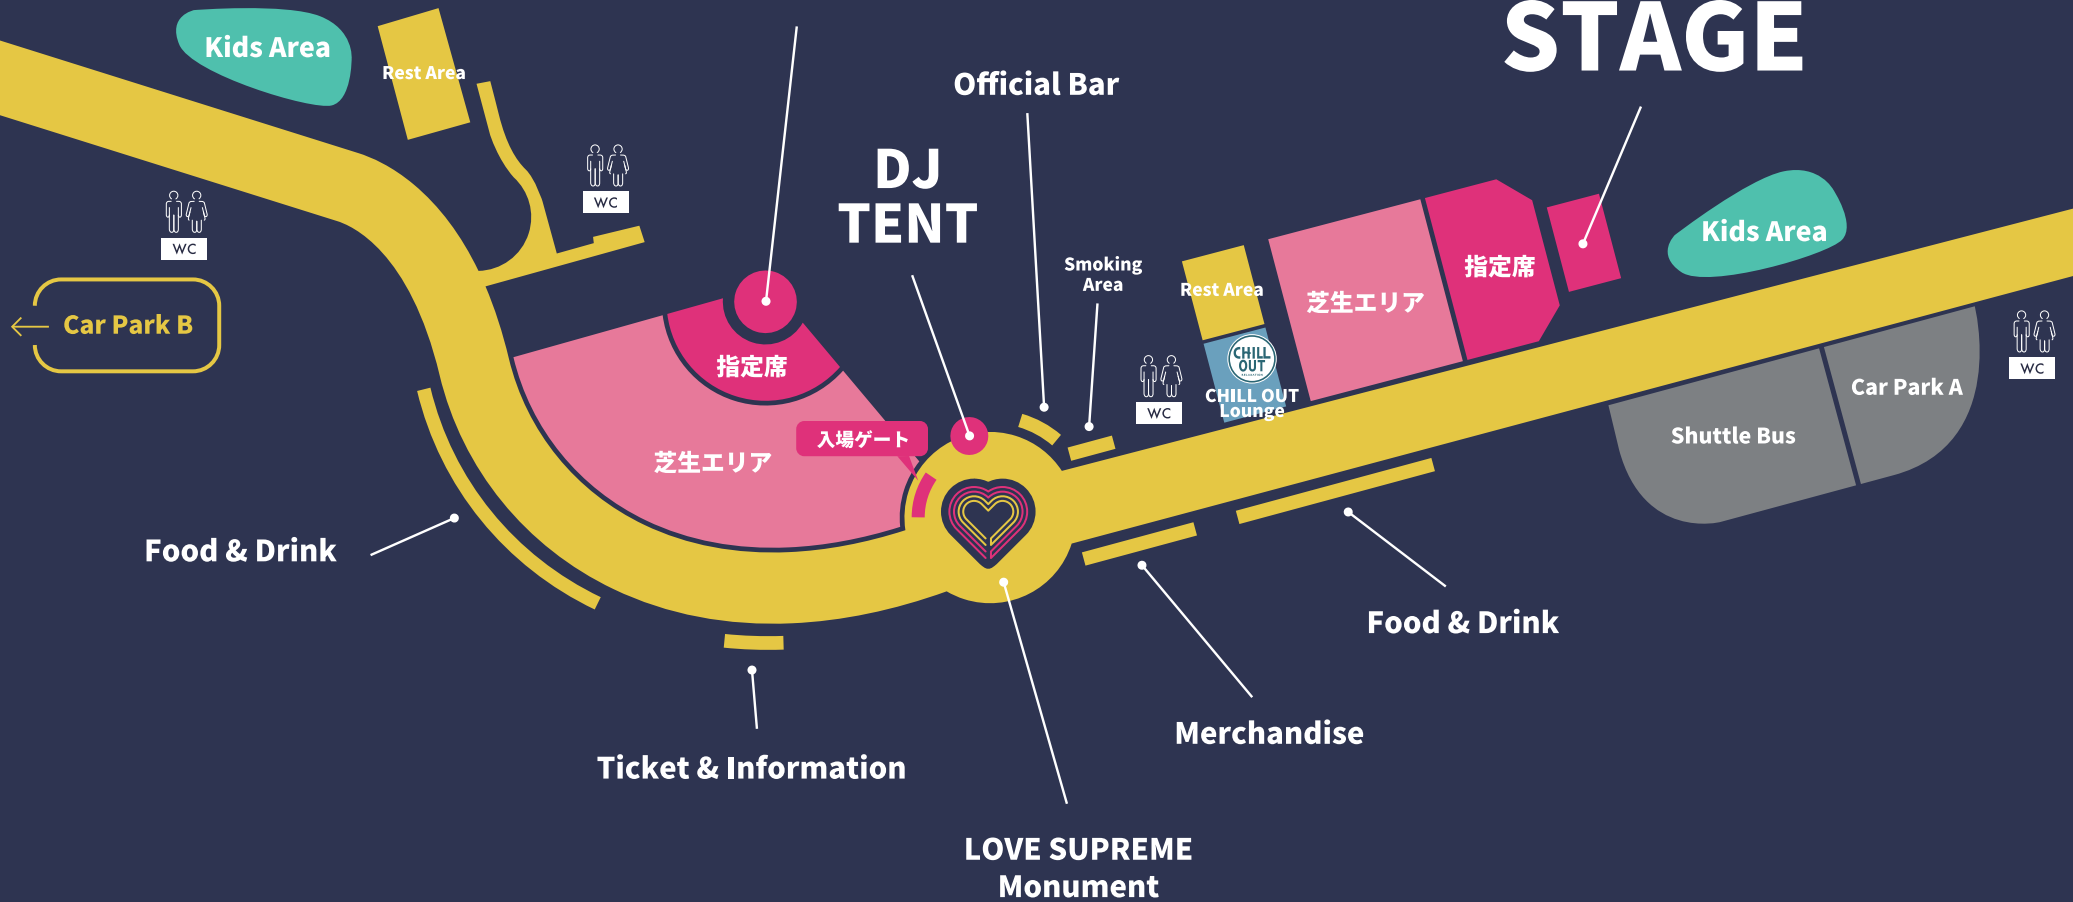 STAGE
Kids Area
Rest Area
Official Bar
DJ
TENT
WC
WC
Smoking
Area
Kids Area
Rest Area
指定席
芝生エリア
Car Park B
CHILL
OUT
CHILL OUT
Lounge
WC
WC
指定席
Car Park A
Shuttle Bus
入場ゲート
芝生エリア
Food & Drink
Food & Drink
Merchandise
Ticket & Information
LOVE SUPREME
Monument